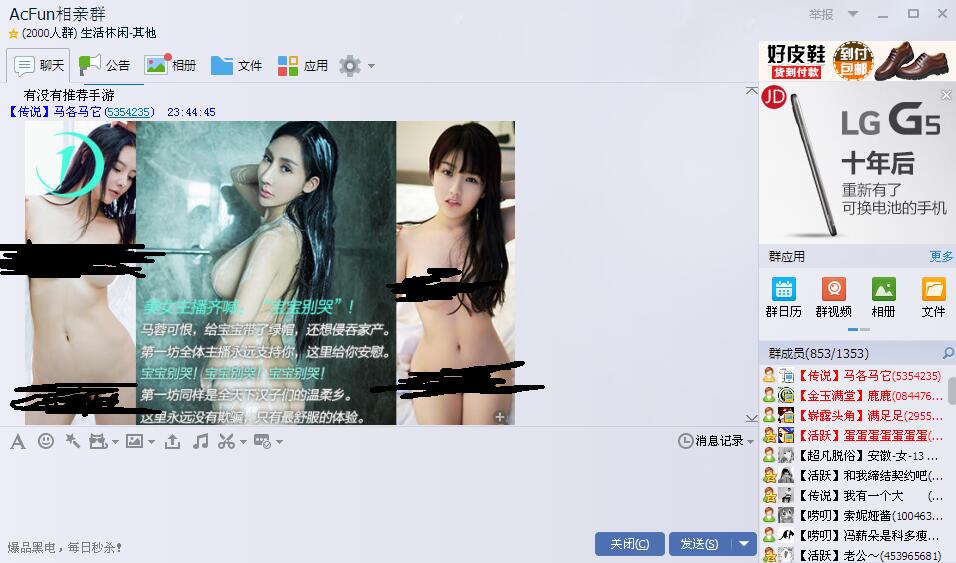 AcFun相亲群
举报
(2000人群) 生活休闲-其他
聊天
公告
相册
文件
应用
有没有推荐手游
【传说】马各马它(5354235) 23:44:45
美女主播齐喊：“宝宝别哭”！
马蓉可恨，给宝宝带了绿帽，还想侵吞家产。
第一坊全体主播永远支持你，这里给你安慰。
宝宝别哭！宝宝别哭！宝宝别哭！
第一坊同样是全天下汉子们的温柔乡。
这里永远没有欺骗，只有最舒服的体验。
消息记录
爆品黑电，每日秒杀！
关闭(C)
发送(S)
好皮鞋
货到付款
到付
包邮
JD
LG G5
十年后
重新有了
可换电池的手机
群应用
更多
群日历
群视频
相册
文件
群成员(853/1353)
【传说】马各马它(5354235)
【金玉满堂】鹿鹿(084476...
【崭露头角】满足足(2955...
【活跃】蛋蛋蛋蛋蛋蛋(...
【超凡脱俗】安徽-女-13 ...
【活跃】和我缔结契约吧(...
【传说】我有一个大 (...
【唠叨】索妮娅酱(100463...
【唠叨】冯薪朵是科多瘦...
【活跃】老公～(453965681)